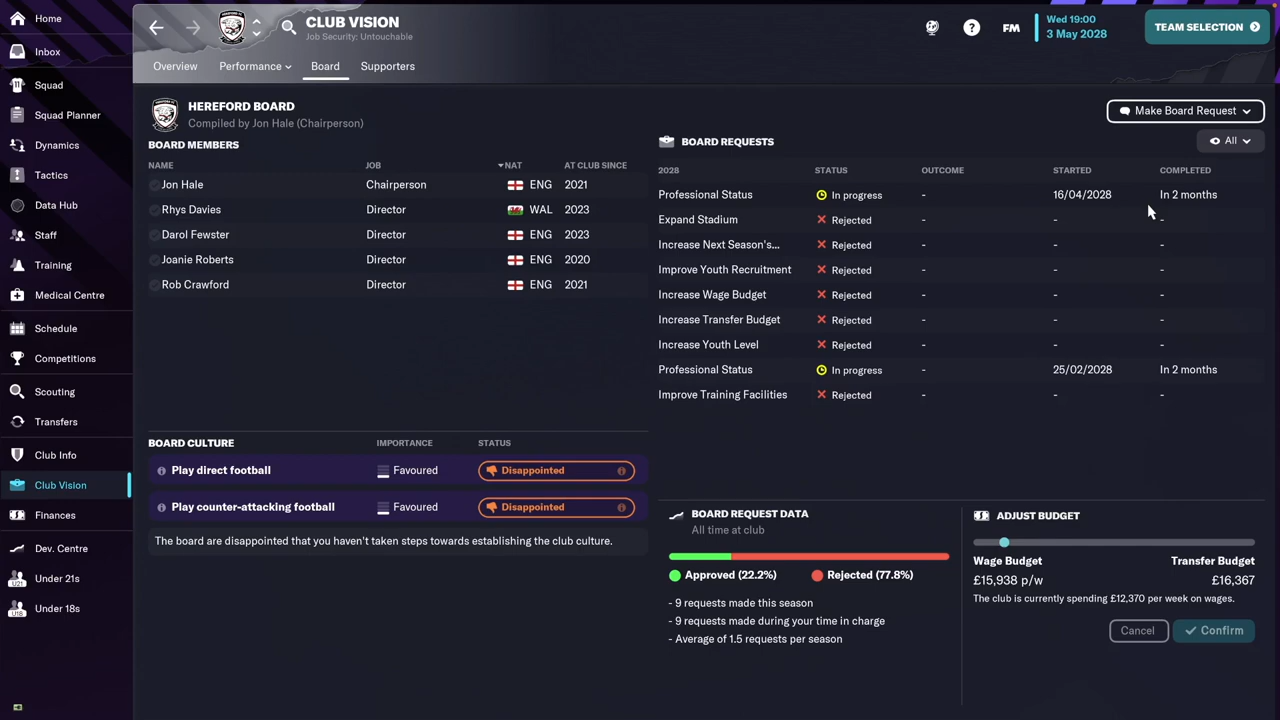 Home
Inbox
Squad
Squad Planner
Dynamics
Tactics
Data Hub
Staff
Training
Medical Centre
Schedule
Competitions
Scouting
Transfers
Club Info
Club Vision
Finances
Dev. Centre
U21 Under 21s
U18 Under 18s
CLUB VISION
Job Security: Untouchable
? FM
Wed 19:00
3 May 2028
TEAM SELECTION
Overview Performance Board Supporters
HEREFORD BOARD
Compiled by Jon Hale (Chairperson)
Make Board Request
BOARD MEMBERS
NAME JOB NAT AT CLUB SINCE
Jon Hale Chairperson ENG 2021
Rhys Davies Director WAL 2023
Darol Fewster Director ENG 2023
Joanie Roberts Director ENG 2020
Rob Crawford Director ENG 2021
BOARD REQUESTS
All
2028 STATUS OUTCOME STARTED COMPLETED
Professional Status In progress - 16/04/2028 In 2 months
Expand Stadium Rejected - - -
Increase Next Season's... Rejected - - -
Improve Youth Recruitment Rejected - - -
Increase Wage Budget Rejected - - -
Increase Transfer Budget Rejected - - -
Increase Youth Level Rejected - - -
Professional Status In progress - 25/02/2028 In 2 months
Improve Training Facilities Rejected - - -
BOARD CULTURE IMPORTANCE STATUS
Play direct football Favoured Disappointed
Play counter-attacking football Favoured Disappointed
The board are disappointed that you haven't taken steps towards establishing the club culture.
BOARD REQUEST DATA
All time at club
Approved (22.2%) Rejected (77.8%)
- 9 requests made this season
- 9 requests made during your time in charge
- Average of 1.5 requests per season
ADJUST BUDGET
Wage Budget Transfer Budget
£15,938 p/w £16,367
The club is currently spending £12,370 per week on wages.
Cancel Confirm